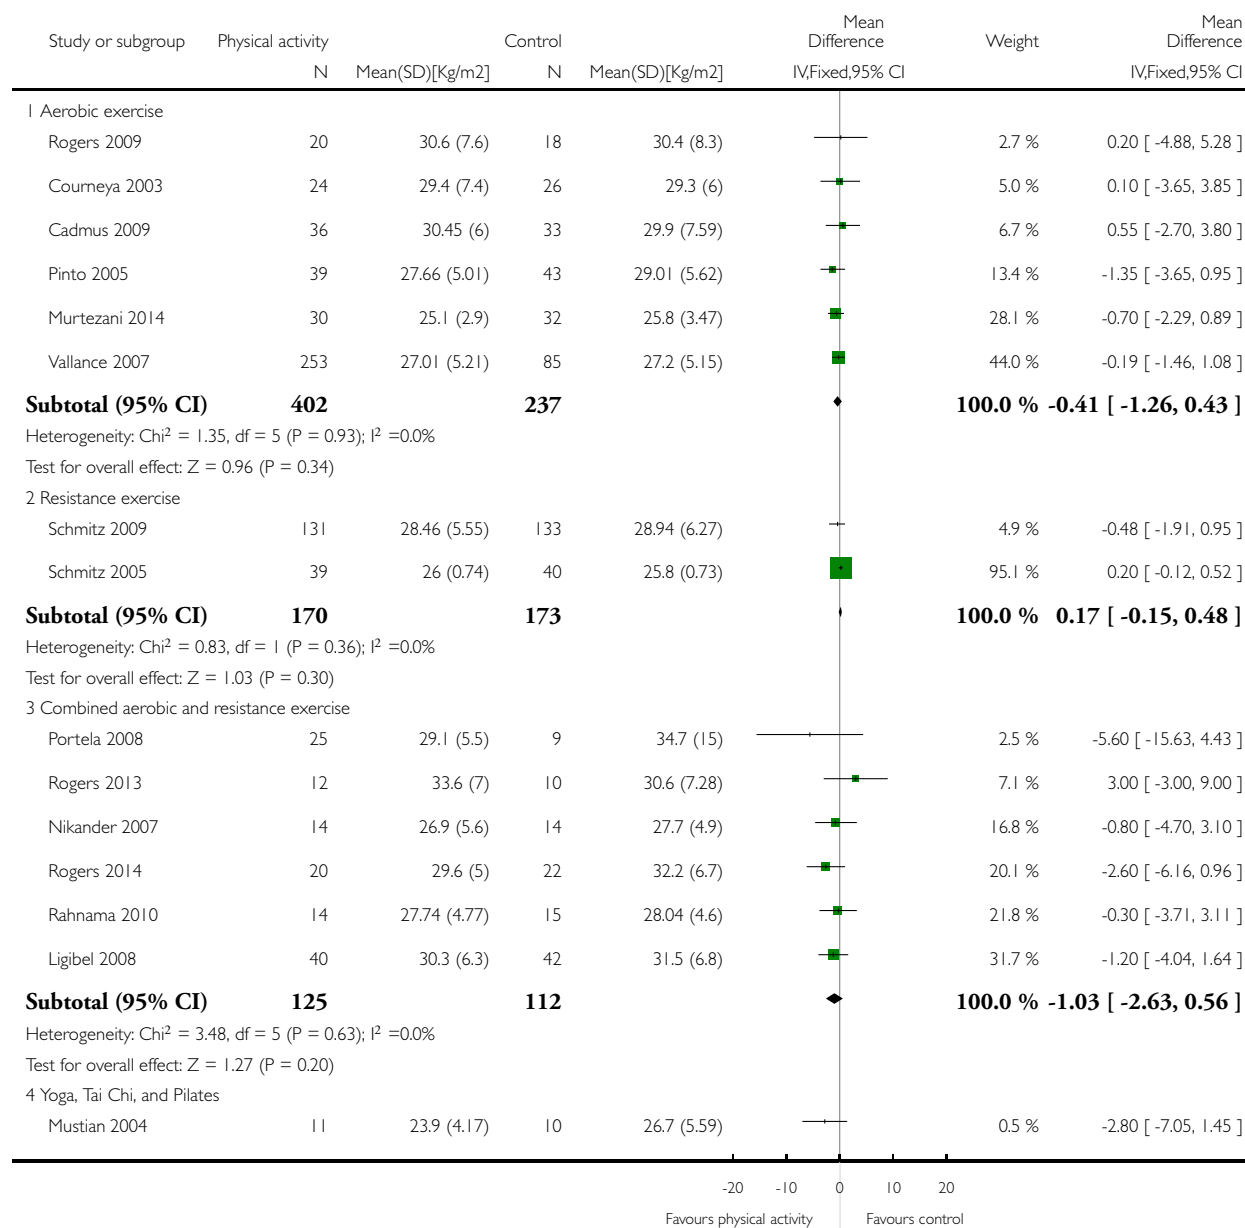 Study or subgroup Physical activity Control Mean Difference Weight Mean Difference
N Mean(SD)[Kg/m2] N Mean(SD)[Kg/m2] IV,Fixed,95% CI IV,Fixed,95% CI
1 Aerobic exercise
Rogers 2009 20 30.6 (7.6) 18 30.4 (8.3) 2.7 % 0.20 [ -4.88, 5.28 ]
Courneya 2003 24 29.4 (7.4) 26 29.3 (6) 5.0 % 0.10 [ -3.65, 3.85 ]
Cadmus 2009 36 30.45 (6) 33 29.9 (7.59) 6.7 % 0.55 [ -2.70, 3.80 ]
Pinto 2005 39 27.66 (5.01) 43 29.01 (5.62) 13.4 % -1.35 [ -3.65, 0.95 ]
Murtezani 2014 30 25.1 (2.9) 32 25.8 (3.47) 28.1 % -0.70 [ -2.29, 0.89 ]
Vallance 2007 253 27.01 (5.21) 85 27.2 (5.15) 44.0 % -0.19 [ -1.46, 1.08 ]
Subtotal (95% CI) 402 237 100.0 % -0.41 [ -1.26, 0.43 ]
Heterogeneity: Chi² = 1.35, df = 5 (P = 0.93); I² =0.0%
Test for overall effect: Z = 0.96 (P = 0.34)
2 Resistance exercise
Schmitz 2009 131 28.46 (5.55) 133 28.94 (6.27) 4.9 % -0.48 [ -1.91, 0.95 ]
Schmitz 2005 39 26 (0.74) 40 25.8 (0.73) 95.1 % 0.20 [ -0.12, 0.52 ]
Subtotal (95% CI) 170 173 100.0 % 0.17 [ -0.15, 0.48 ]
Heterogeneity: Chi² = 0.83, df = 1 (P = 0.36); I² =0.0%
Test for overall effect: Z = 1.03 (P = 0.30)
3 Combined aerobic and resistance exercise
Portela 2008 25 29.1 (5.5) 9 34.7 (15) 2.5 % -5.60 [ -15.63, 4.43 ]
Rogers 2013 12 33.6 (7) 10 30.6 (7.28) 7.1 % 3.00 [ -3.00, 9.00 ]
Nikander 2007 14 26.9 (5.6) 14 27.7 (4.9) 16.8 % -0.80 [ -4.70, 3.10 ]
Rogers 2014 20 29.6 (5) 22 32.2 (6.7) 20.1 % -2.60 [ -6.16, 0.96 ]
Rahnama 2010 14 27.74 (4.77) 15 28.04 (4.6) 21.8 % -0.30 [ -3.71, 3.11 ]
Ligibel 2008 40 30.3 (6.3) 42 31.5 (6.8) 31.7 % -1.20 [ -4.04, 1.64 ]
Subtotal (95% CI) 125 112 100.0 % -1.03 [ -2.63, 0.56 ]
Heterogeneity: Chi² = 3.48, df = 5 (P = 0.63); I² =0.0%
Test for overall effect: Z = 1.27 (P = 0.20)
4 Yoga, Tai Chi, and Pilates
Mustian 2004 11 23.9 (4.17) 10 26.7 (5.59) 0.5 % -2.80 [ -7.05, 1.45 ]
-20 -10 0 10 20
Favours physical activity Favours control